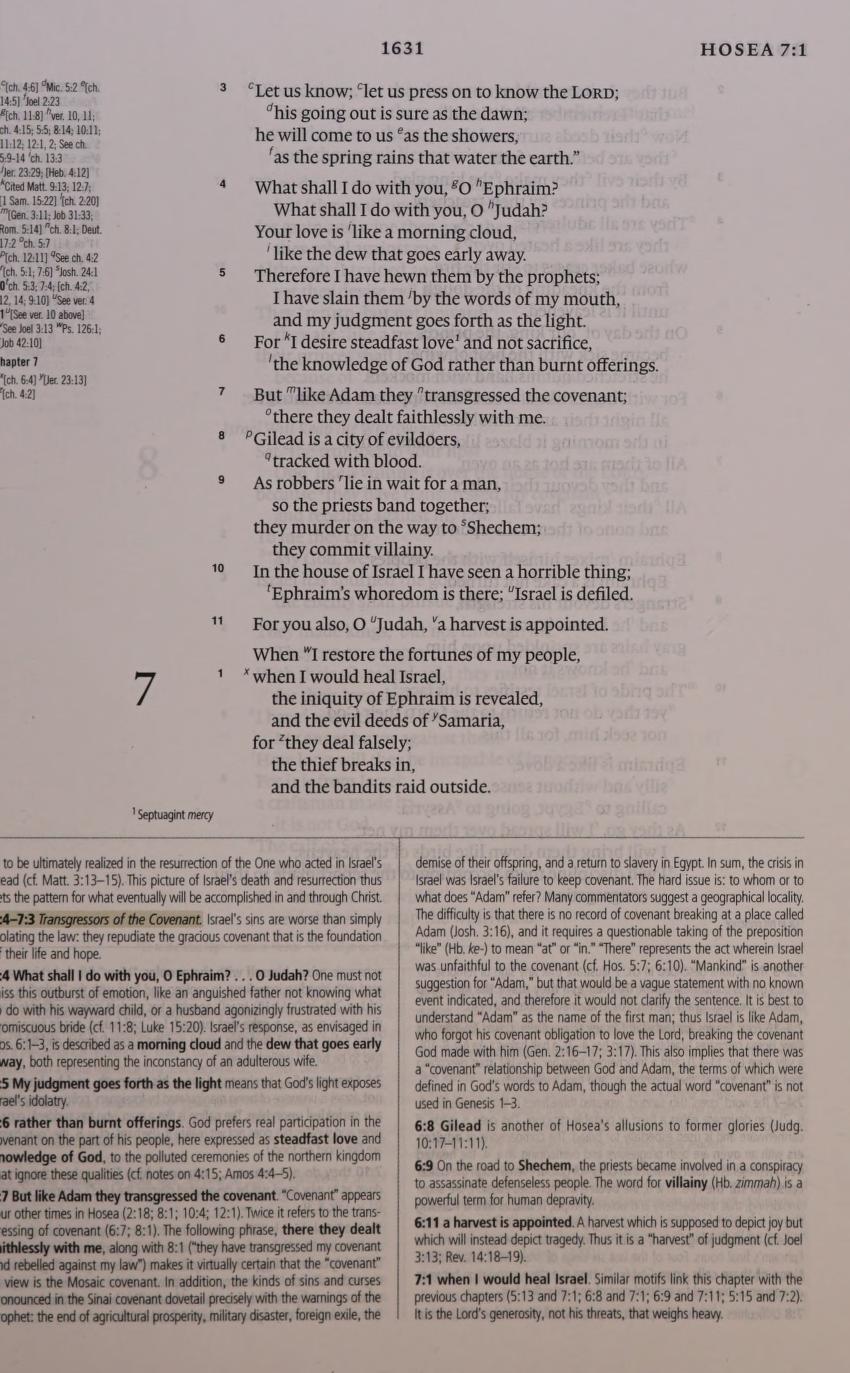 1631
HOSEA 7:1
c[ch. 4:6] dMic. 5:2 e[ch.
14:5] fJoel 2:23
g[ch. 11:8] hver. 10, 11;
ch. 4:15; 5:5; 8:14; 10:11;
11:12; 12:1, 2; See ch.
5:9-14 ich. 13:3
jJer. 23:29; [Heb. 4:12]
kCited Matt. 9:13; 12:7;
[1 Sam. 15:22] l[ch. 2:20]
m[Gen. 3:11; Job 31:33;
Rom. 5:14] nch. 8:1; Deut.
17:2 och. 5:7
p[ch. 12:11] qSee ch. 4:2
r[ch. 5:1; 7:6] sJosh. 24:1
0tch. 5:3; 7:4; [ch. 4:2,
12, 14; 9:10] uSee ver. 4
1u[See ver. 10 above]
vSee Joel 3:13 wPs. 126:1;
Job 42:10]
hapter 7
x[ch. 6:4] y[Jer. 23:13]
z[ch. 4:2]
3 cLet us know; clet us press on to know the LORD;
dhis going out is sure as the dawn;
he will come to us eas the showers,
fas the spring rains that water the earth.”
4 What shall I do with you, gO hEphraim?
What shall I do with you, O hJudah?
Your love is ilike a morning cloud,
ilike the dew that goes early away.
5 Therefore I have hewn them by the prophets;
I have slain them jby the words of my mouth,
and my judgment goes forth as the light.
6 For kI desire steadfast love1 and not sacrifice,
lthe knowledge of God rather than burnt offerings.
7 But mlike Adam they ntransgressed the covenant;
othere they dealt faithlessly with me.
8 pGilead is a city of evildoers,
qtracked with blood.
9 As robbers rlie in wait for a man,
so the priests band together;
they murder on the way to sShechem;
they commit villainy.
10 In the house of Israel I have seen a horrible thing;
tEphraim’s whoredom is there; uIsrael is defiled.
11 For you also, O uJudah, va harvest is appointed.
When wI restore the fortunes of my people,
7 1 xwhen I would heal Israel,
the iniquity of Ephraim is revealed,
and the evil deeds of ySamaria,
for zthey deal falsely;
the thief breaks in,
and the bandits raid outside.
1 Septuagint mercy
to be ultimately realized in the resurrection of the One who acted in Israel’s
ead (cf. Matt. 3:13–15). This picture of Israel’s death and resurrection thus
ts the pattern for what eventually will be accomplished in and through Christ.
:4–7:3 Transgressors of the Covenant. Israel’s sins are worse than simply
olating the law: they repudiate the gracious covenant that is the foundation
f their life and hope.
:4 What shall I do with you, O Ephraim? . . . O Judah? One must not
iss this outburst of emotion, like an anguished father not knowing what
do with his wayward child, or a husband agonizingly frustrated with his
omiscuous bride (cf. 11:8; Luke 15:20). Israel’s response, as envisaged in
os. 6:1–3, is described as a morning cloud and the dew that goes early
way, both representing the inconstancy of an adulterous wife.
:5 My judgment goes forth as the light means that God’s light exposes
rael’s idolatry.
:6 rather than burnt offerings. God prefers real participation in the
ovenant on the part of his people, here expressed as steadfast love and
nowledge of God, to the polluted ceremonies of the northern kingdom
at ignore these qualities (cf. notes on 4:15; Amos 4:4–5).
:7 But like Adam they transgressed the covenant. “Covenant” appears
ur other times in Hosea (2:18; 8:1; 10:4; 12:1). Twice it refers to the trans-
essing of covenant (6:7; 8:1). The following phrase, there they dealt
ithlessly with me, along with 8:1 (“they have transgressed my covenant
nd rebelled against my law”) makes it virtually certain that the “covenant”
view is the Mosaic covenant. In addition, the kinds of sins and curses
onounced in the Sinai covenant dovetail precisely with the warnings of the
ophet: the end of agricultural prosperity, military disaster, foreign exile, the
demise of their offspring, and a return to slavery in Egypt. In sum, the crisis in
Israel was Israel’s failure to keep covenant. The hard issue is: to whom or to
what does “Adam” refer? Many commentators suggest a geographical locality.
The difficulty is that there is no record of covenant breaking at a place called
Adam (Josh. 3:16), and it requires a questionable taking of the preposition
“like” (Hb. ke-) to mean “at” or “in.” “There” represents the act wherein Israel
was unfaithful to the covenant (cf. Hos. 5:7; 6:10). “Mankind” is another
suggestion for “Adam,” but that would be a vague statement with no known
event indicated, and therefore it would not clarify the sentence. It is best to
understand “Adam” as the name of the first man; thus Israel is like Adam,
who forgot his covenant obligation to love the Lord, breaking the covenant
God made with him (Gen. 2:16–17; 3:17). This also implies that there was
a “covenant” relationship between God and Adam, the terms of which were
defined in God’s words to Adam, though the actual word “covenant” is not
used in Genesis 1–3.
6:8 Gilead is another of Hosea’s allusions to former glories (Judg.
10:17–11:11).
6:9 On the road to Shechem, the priests became involved in a conspiracy
to assassinate defenseless people. The word for villainy (Hb. zimmah) is a
powerful term for human depravity.
6:11 a harvest is appointed. A harvest which is supposed to depict joy but
which will instead depict tragedy. Thus it is a “harvest” of judgment (cf. Joel
3:13; Rev. 14:18–19).
7:1 when I would heal Israel. Similar motifs link this chapter with the
previous chapters (5:13 and 7:1; 6:8 and 7:1; 6:9 and 7:11; 5:15 and 7:2).
It is the Lord’s generosity, not his threats, that weighs heavy.